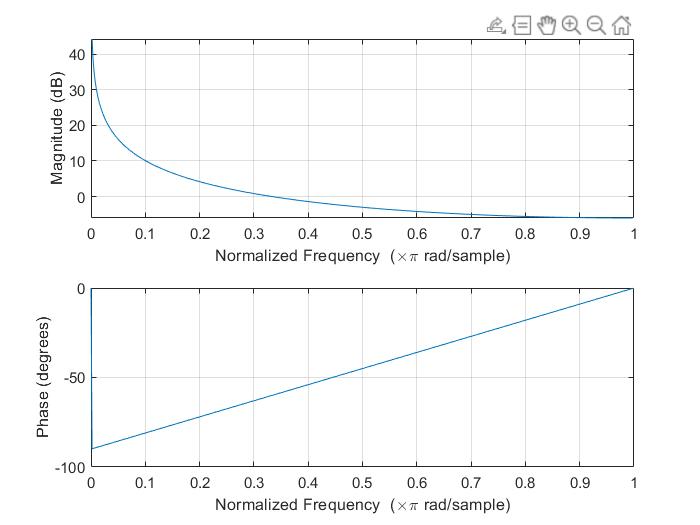 40
30
20
10
0
Magnitude (dB)
0 0.1 0.2 0.3 0.4 0.5 0.6 0.7 0.8 0.9 1
Normalized Frequency (×π rad/sample)
0
-50
-100
Phase (degrees)
0 0.1 0.2 0.3 0.4 0.5 0.6 0.7 0.8 0.9 1
Normalized Frequency (×π rad/sample)